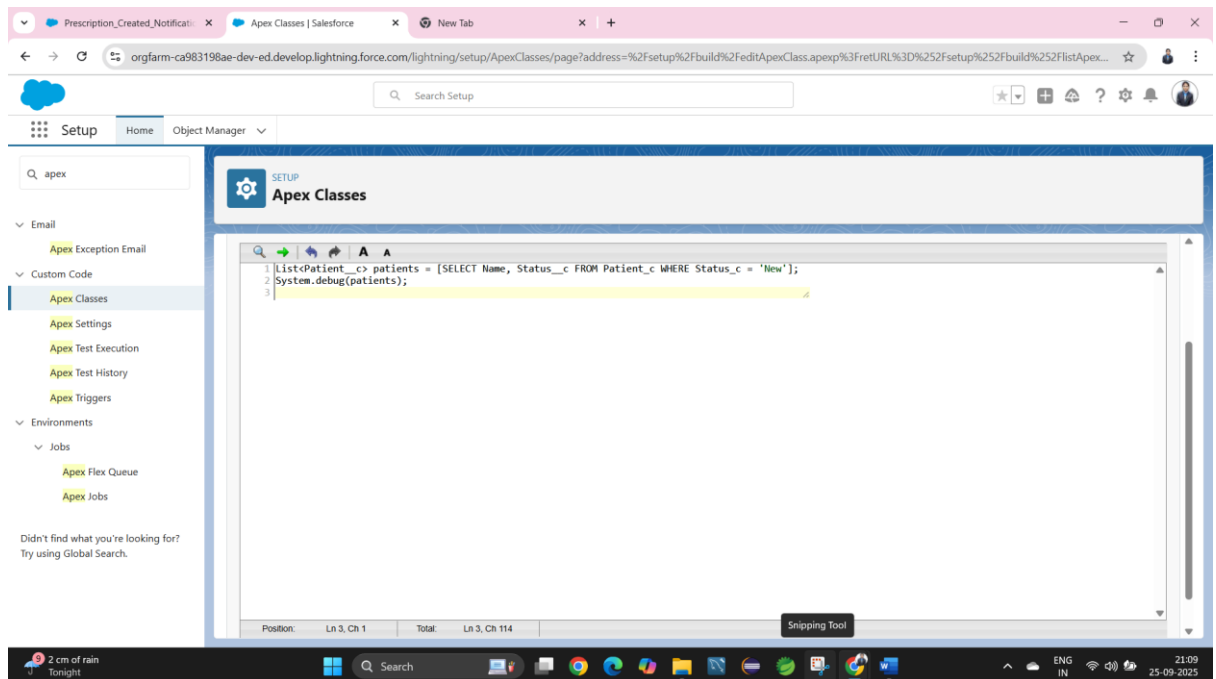 Prescription_Created_Notificatio
Apex Classes | Salesforce
New Tab
orgfarm-ca983198ae-dev-ed.develop.lightning.force.com/lightning/setup/ApexClasses/page?address=%2Fsetup%2Fbuild%2FeditApexClass.apexp%3FretURL%3D%252Fsetup%252Fbuild%252FlistApex...
Search Setup
Setup
Home
Object Manager
apex
SETUP
Apex Classes
Email
Apex Exception Email
Custom Code
Apex Classes
Apex Settings
Apex Test Execution
Apex Test History
Apex Triggers
Environments
Jobs
Apex Flex Queue
Apex Jobs
Didn't find what you're looking for?
Try using Global Search.
A A
1 List<Patient__c> patients = [SELECT Name, Status__c FROM Patient_c WHERE Status_c = 'New'];
2 System.debug(patients);
3
Position: Ln 3, Ch 1 Total: Ln 3, Ch 114
Snipping Tool
9 2 cm of rain
Tonight
Search
ENG
IN
21:09
25-09-2025